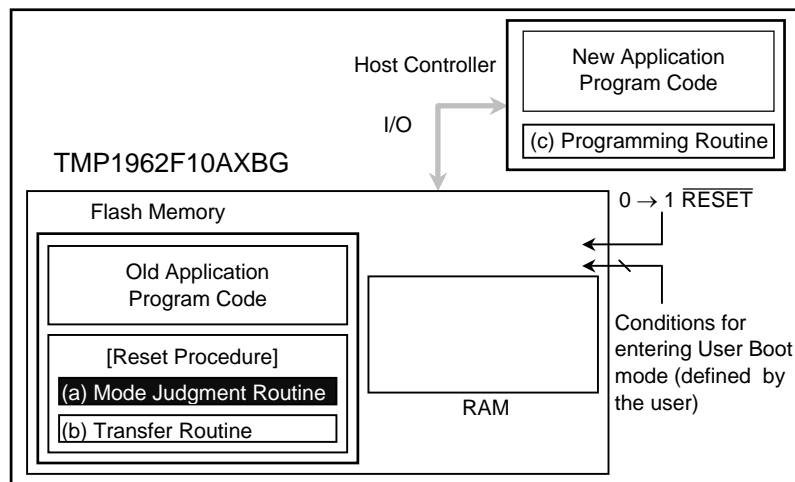 Host Controller
New Application
Program Code
(c) Programming Routine
I/O
TMP1962F10AXBG
0 → 1 RESET
Flash Memory
Old Application
Program Code
[Reset Procedure]
(a) Mode Judgment Routine
(b) Transfer Routine
RAM
Conditions for
entering User Boot
mode (defined by
the user)